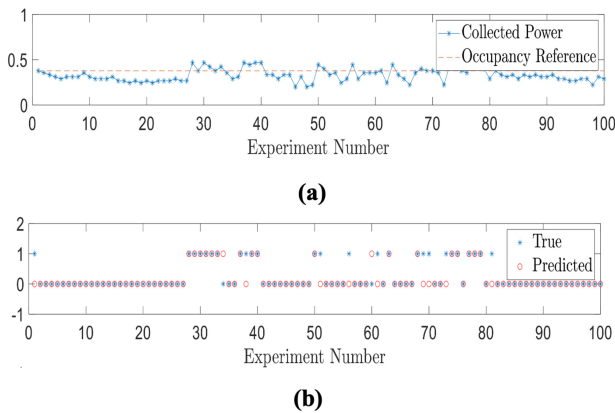 1
0.5
0
Collected Power
Occupancy Reference
0 10 20 30 40 50 60 70 80 90 100
Experiment Number
(a)
2
1
0
-1
True
Predicted
0 10 20 30 40 50 60 70 80 90 100
Experiment Number
(b)